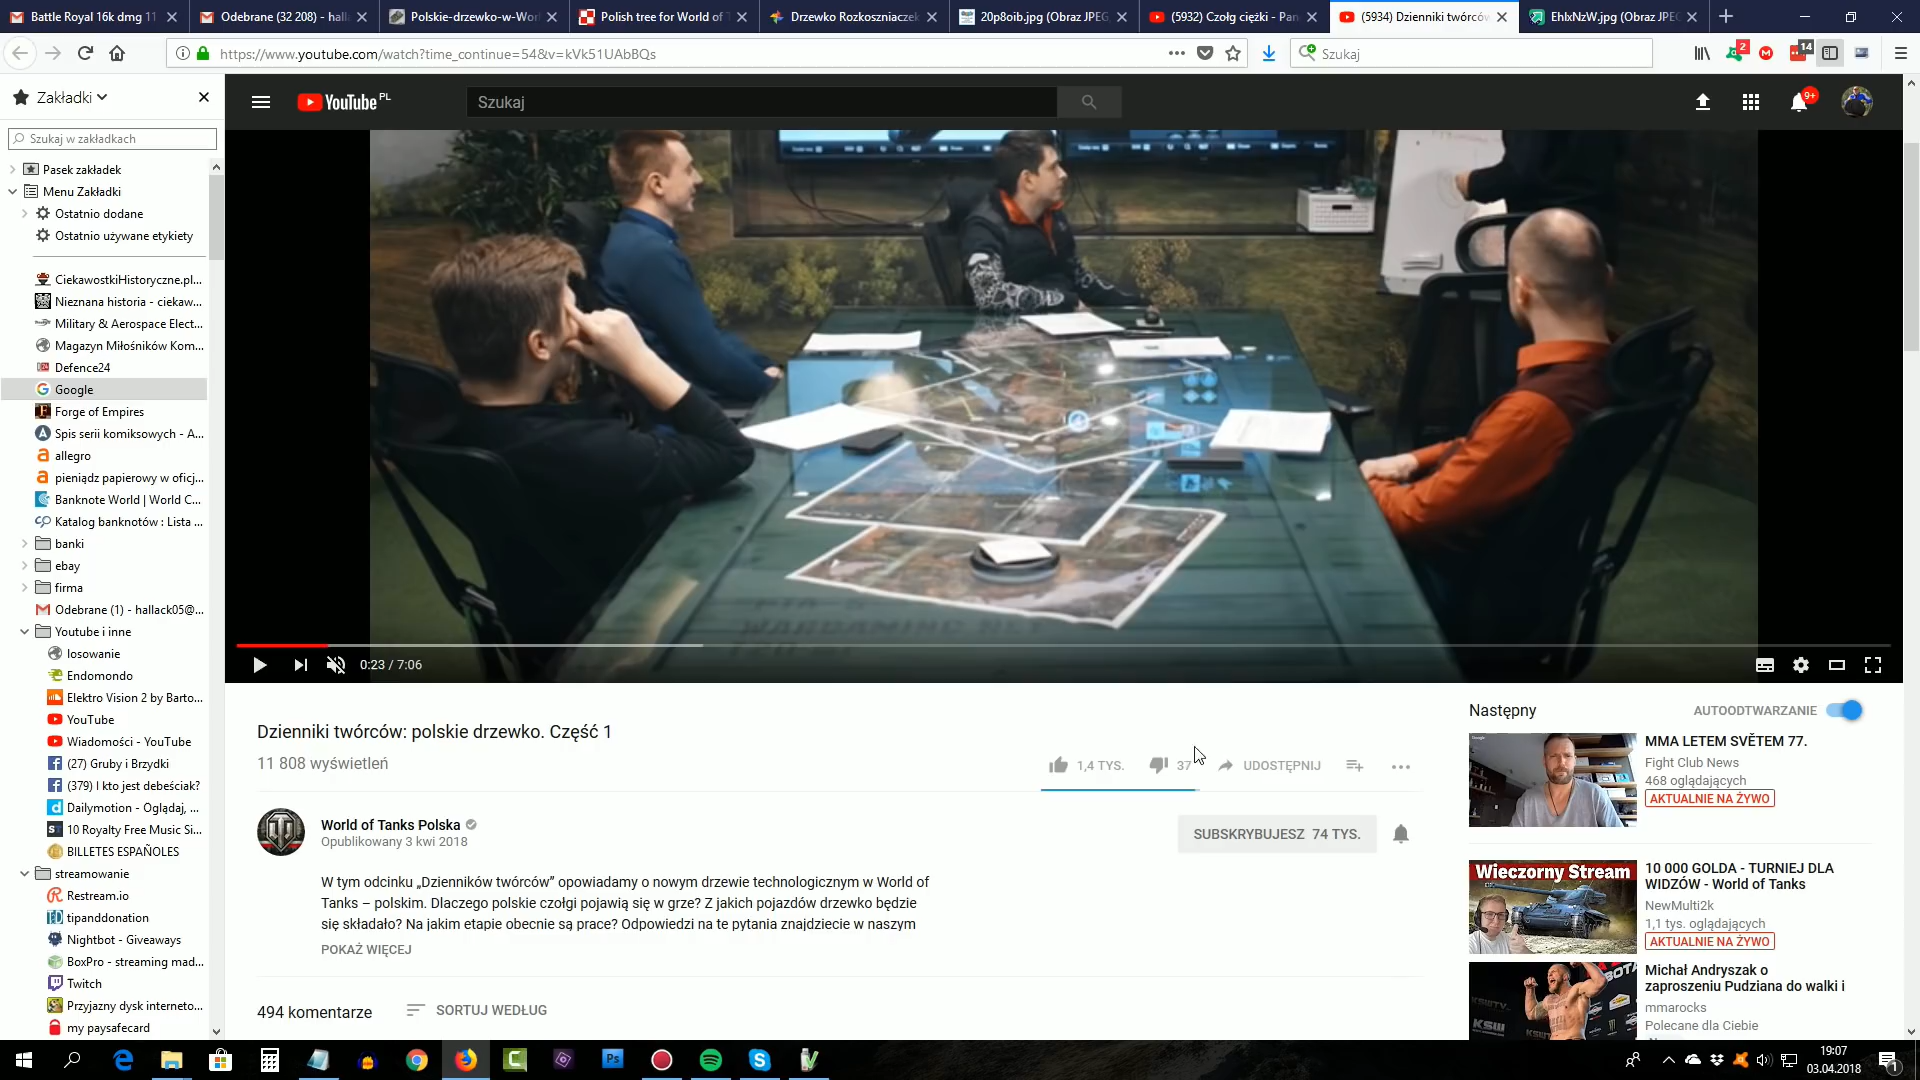 Battle Royal 16k dmg 11
Odebrane (32 208) - hall
Polskie-drzewko-w-Wor
Polish tree for World of T
Drzewko Rozkoszniaczek
20p8oib.jpg (Obraz JPEG
(5932) Czołg ciężki - Pan
(5934) Dzienniki twórców
EhlxNzW.jpg (Obraz JPE
https://www.youtube.com/watch?time_continue=54&v=kVk51UAbBQs
Szukaj
2
14
Zakładki
YouTube PL
Szukaj
9+
Szukaj w zakładkach
Pasek zakładek
Menu Zakładki
Ostatnio dodane
Ostatnio używane etykiety
CiekawostkiHistoryczne.pl...
Nieznana historia - ciekaw...
Military & Aerospace Elect...
Magazyn Miłośników Kom...
Defence24
Google
Forge of Empires
Spis serii komiksowych - A...
allegro
pieniądz papierowy w oficj...
Banknote World | World C...
Katalog banknotów : Lista ...
banki
ebay
firma
Odebrane (1) - hallack05@...
Youtube i inne
losowanie
Endomondo
Elektro Vision 2 by Barto...
YouTube
Wiadomości - YouTube
(27) Gruby i Brzydki
(379) I kto jest debeściak?
Dailymotion - Oglądaj, ...
10 Royalty Free Music Si...
BILLETES ESPAÑOLES
streamowanie
Restream.io
tipanddonation
Nightbot - Giveaways
BoxPro - streaming mad...
Twitch
Przyjazny dysk interneto...
my paysafecard
0:23 / 7:06
Dzienniki twórców: polskie drzewko. Część 1
11 808 wyświetleń
1,4 TYS.
37
UDOSTĘPNIJ
World of Tanks Polska
Opublikowany 3 kwi 2018
SUBSKRYBUJESZ 74 TYS.
W tym odcinku „Dzienników twórców” opowiadamy o nowym drzewie technologicznym w World of
Tanks – polskim. Dlaczego polskie czołgi pojawią się w grze? Z jakich pojazdów drzewko będzie
się składało? Na jakim etapie obecnie są prace? Odpowiedzi na te pytania znajdziecie w naszym
POKAŻ WIĘCEJ
494 komentarze
SORTUJ WEDŁUG
Następny
AUTOODTWARZANIE
MMA LETEM SVĚTEM 77.
Fight Club News
468 oglądających
AKTUALNIE NA ŻYWO
Wieczorny Stream
10 000 GOLDA - TURNIEJ DLA
WIDZÓW - World of Tanks
NewMulti2k
1,1 tys. oglądających
AKTUALNIE NA ŻYWO
Michał Andryszak o
zaproszeniu Pudziana do walki i
mmarocks
Polecane dla Ciebie
KSW
Ps
19:07
03.04.2018
1